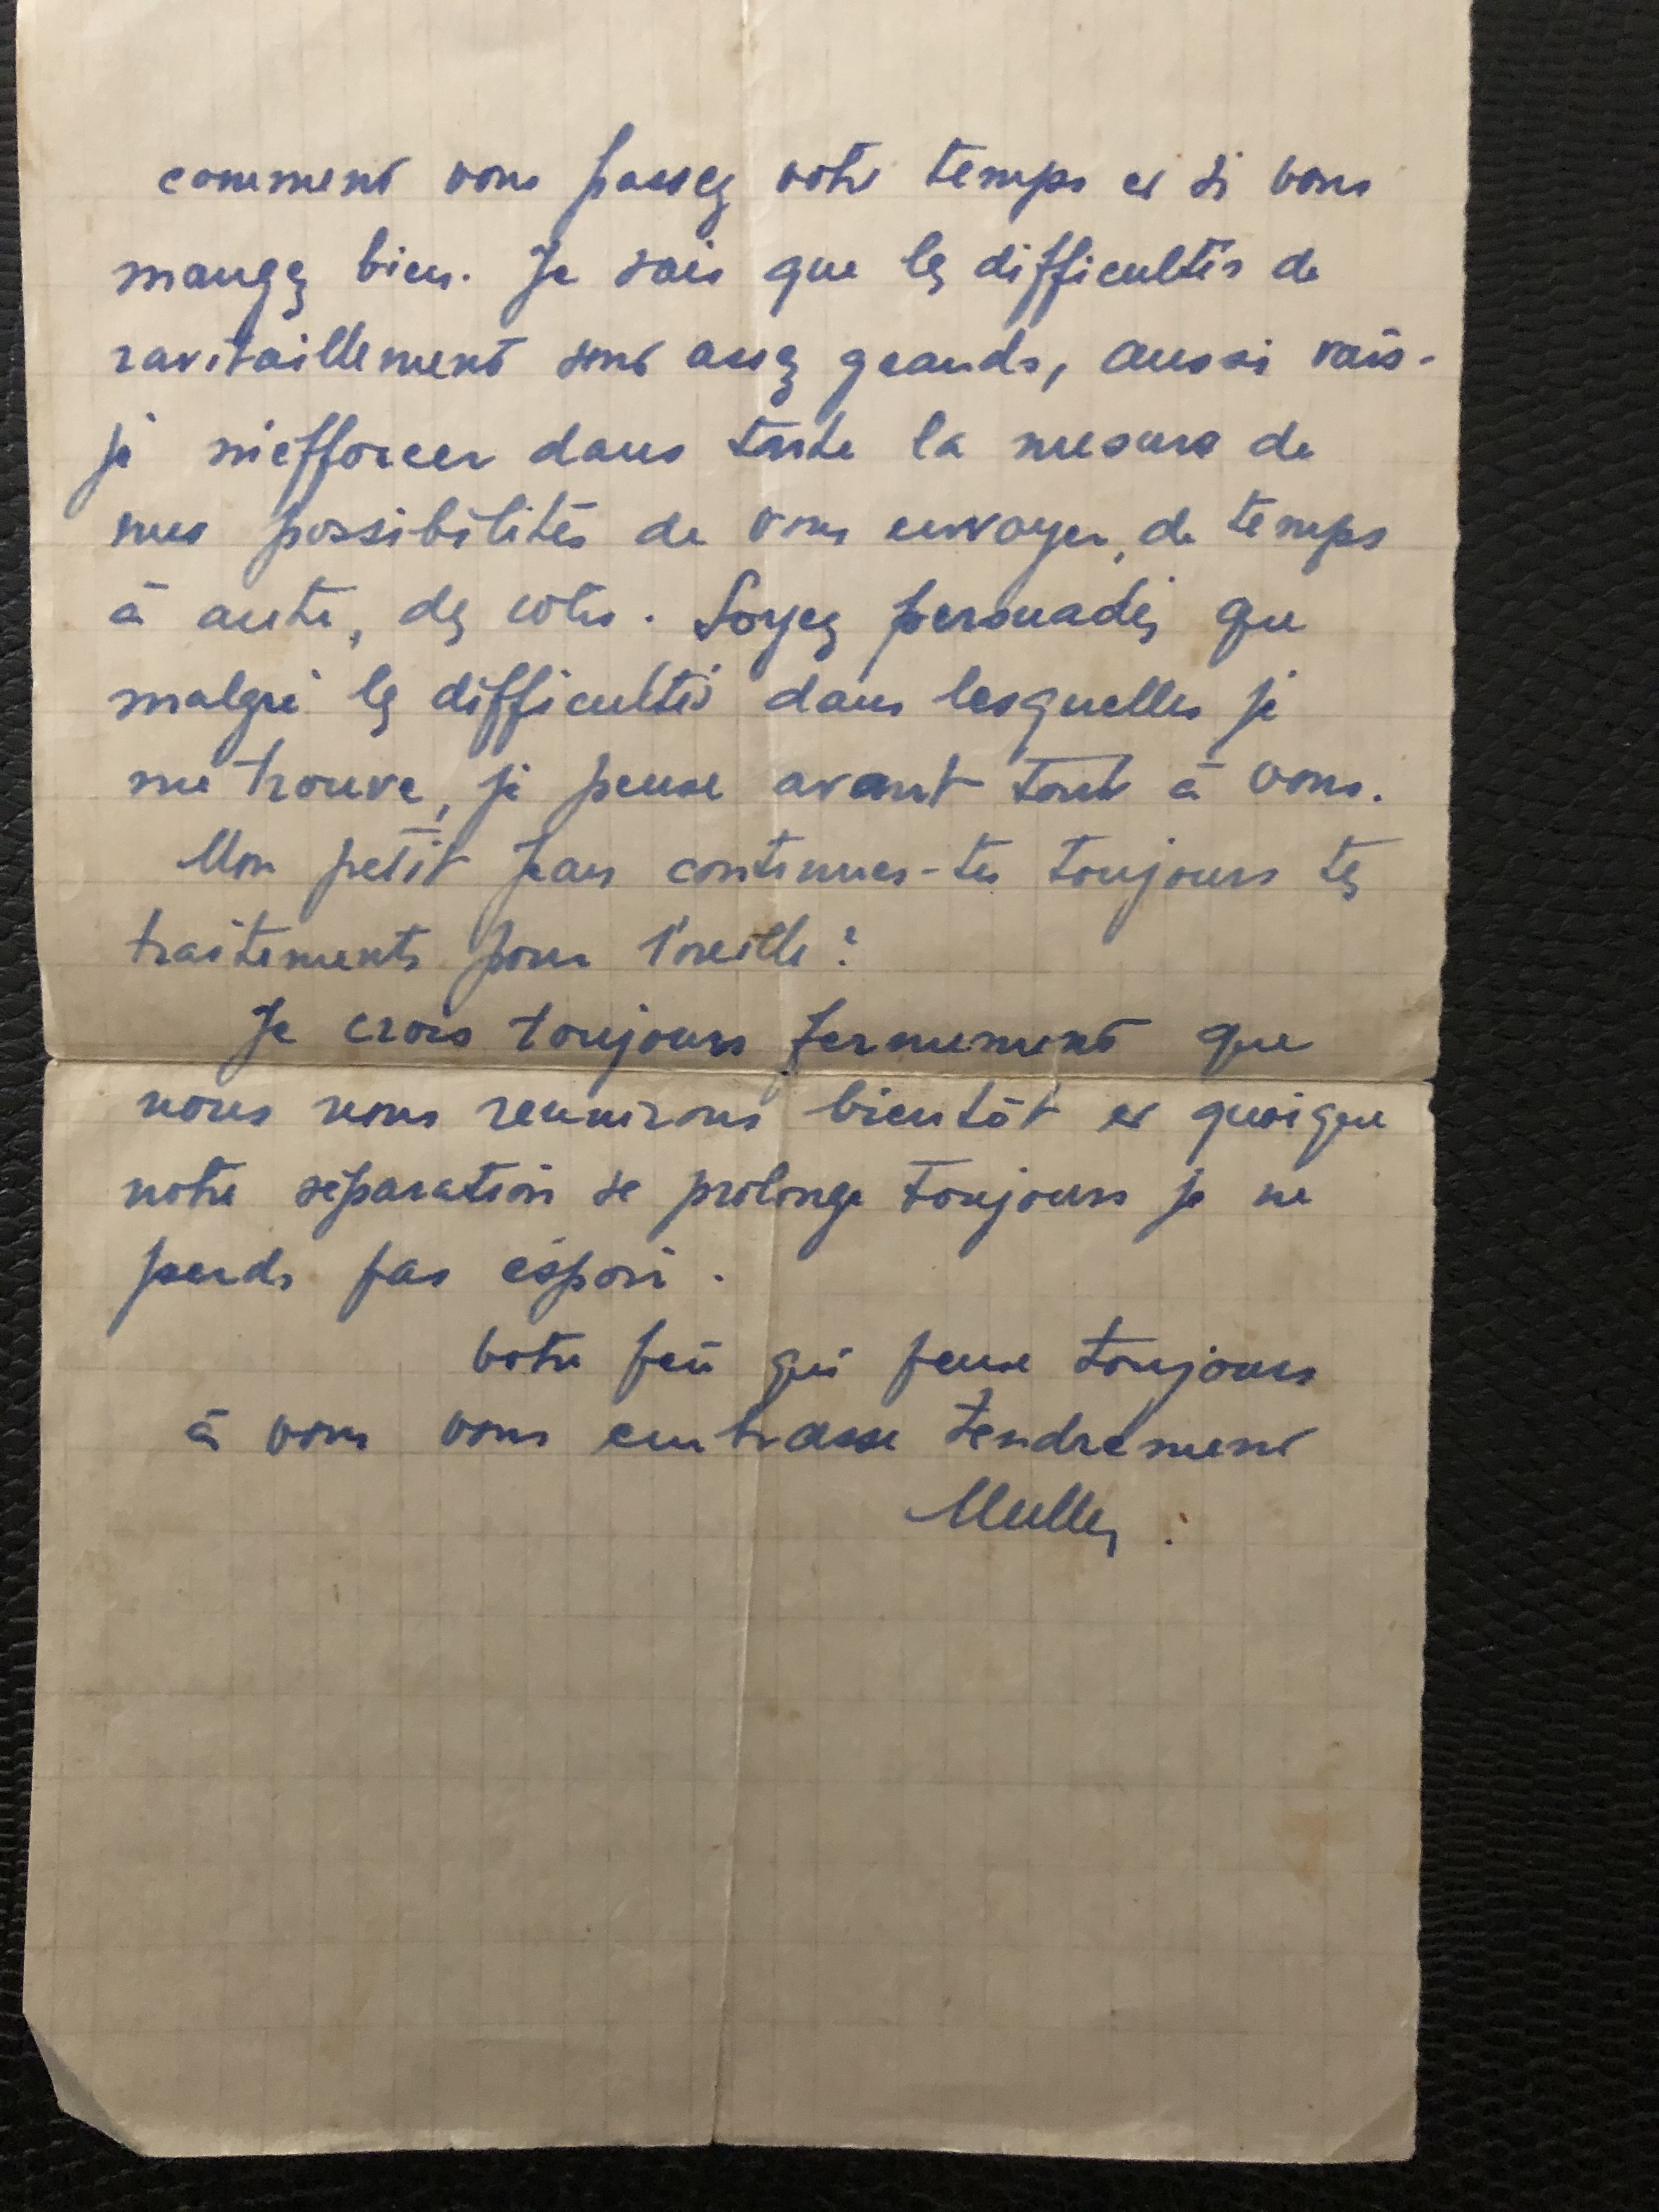 comment vous passez votre temps et si vous
mangez bien. Je sais que les difficultés de
ravitaillement sont assez grands, aussi vais-
je m'efforcer dans toute la mesure de
mes possibilités de vous envoyer, de temps
à autre, des colis. Soyez persuadés que
malgré les difficultés dans lesquelles je
me trouve, je pense avant tout à vous.
Mon petit Jean continues-tu toujours tes
traitements pour l'oreille?
Je crois toujours fermement que
nous nous reunirons bientôt et quoique
notre séparation se prolonge toujours je ne
perds pas éspoir.
votre qui pense toujours
à vous vous embrasse tendrement